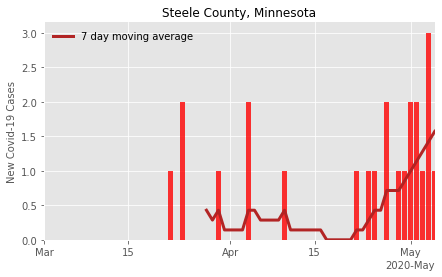 Steele County, Minnesota
7 day moving average
New Covid-19 Cases
3.0
2.5
2.0
1.5
1.0
0.5
0.0
Mar 15 Apr 15 May
2020-May